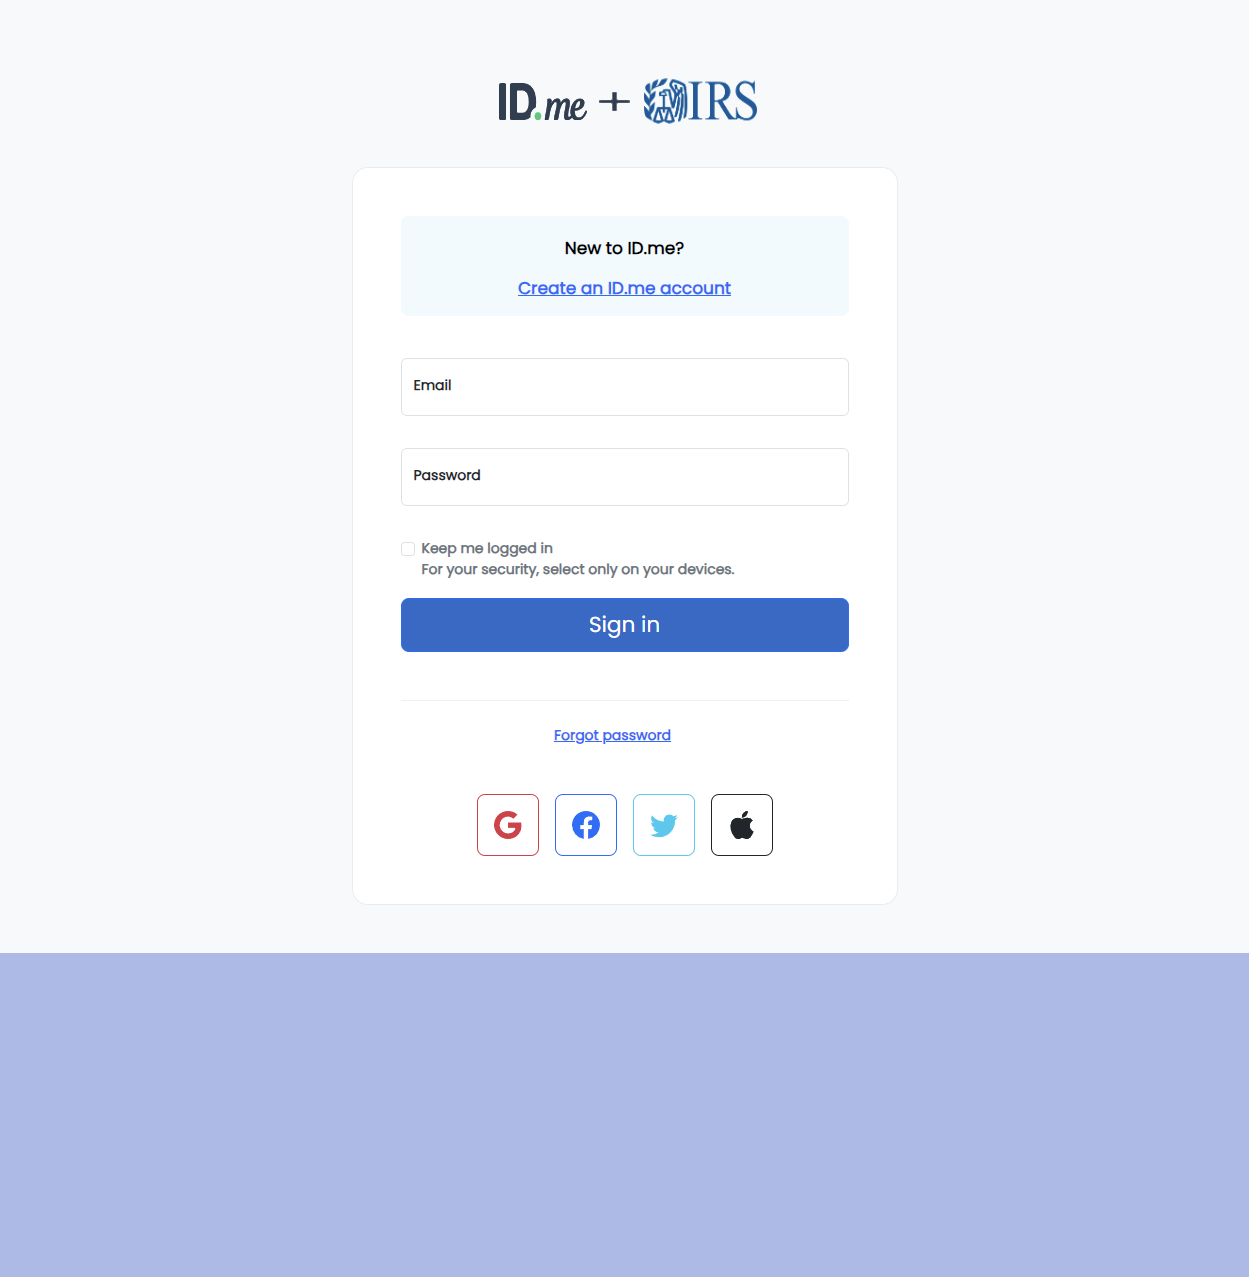 ID.me + IRS
New to ID.me?
Create an ID.me account
Email
Password
Keep me logged in
For your security, select only on your devices.
Sign in
Forgot password